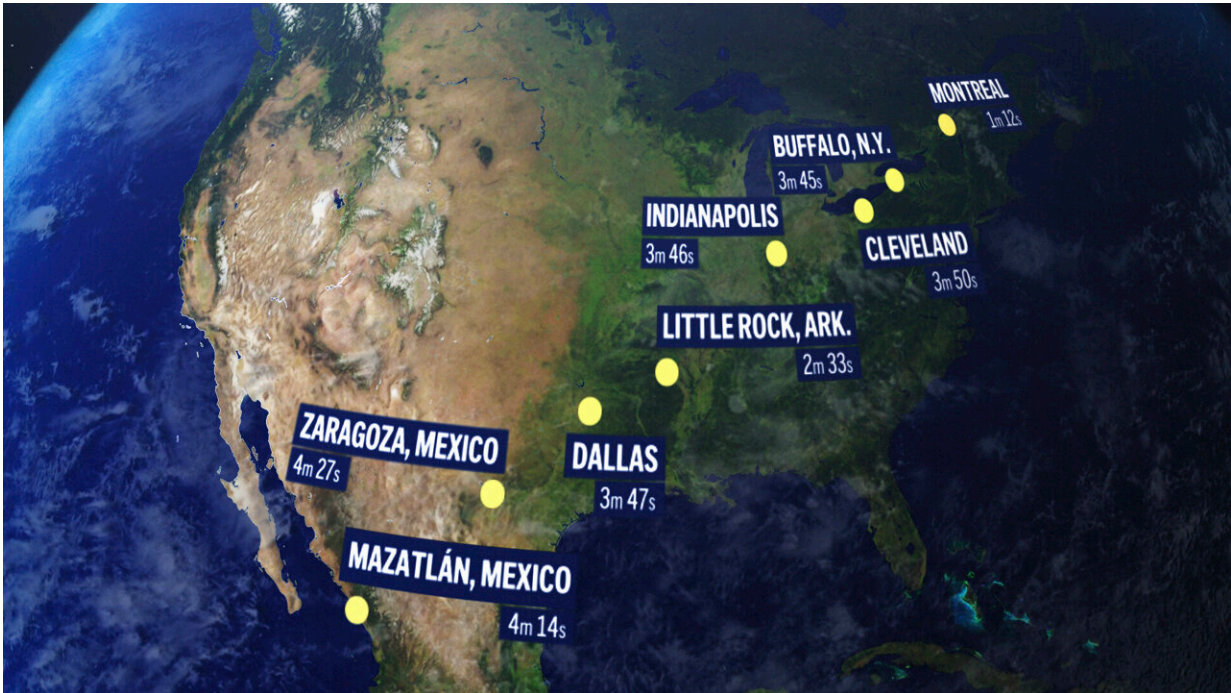 MONTREAL
1m 12s
BUFFALO, N.Y.
3m 45s
INDIANAPOLIS
3m 46s
CLEVELAND
3m 50s
LITTLE ROCK, ARK.
2m 33s
ZARAGOZA, MEXICO
4m 27s
DALLAS
3m 47s
MAZATLÁN, MEXICO
4m 14s